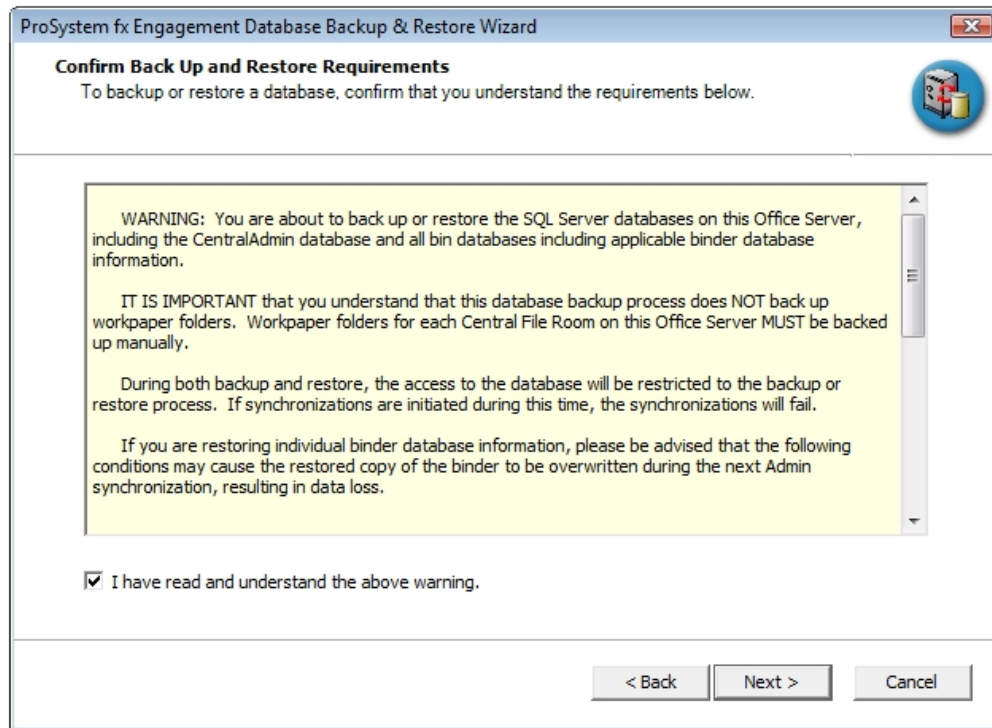 ProSystem fx Engagement Database Backup & Restore Wizard
Confirm Back Up and Restore Requirements
To backup or restore a database, confirm that you understand the requirements below.
WARNING: You are about to back up or restore the SQL Server databases on this Office Server,
including the CentralAdmin database and all bin databases including applicable binder database
information.
IT IS IMPORTANT that you understand that this database backup process does NOT back up
workpaper folders. Workpaper folders for each Central File Room on this Office Server MUST be backed
up manually.
During both backup and restore, the access to the database will be restricted to the backup or
restore process. If synchronizations are initiated during this time, the synchronizations will fail.
If you are restoring individual binder database information, please be advised that the following
conditions may cause the restored copy of the binder to be overwritten during the next Admin
synchronization, resulting in data loss.
I have read and understand the above warning.
< Back
Next >
Cancel